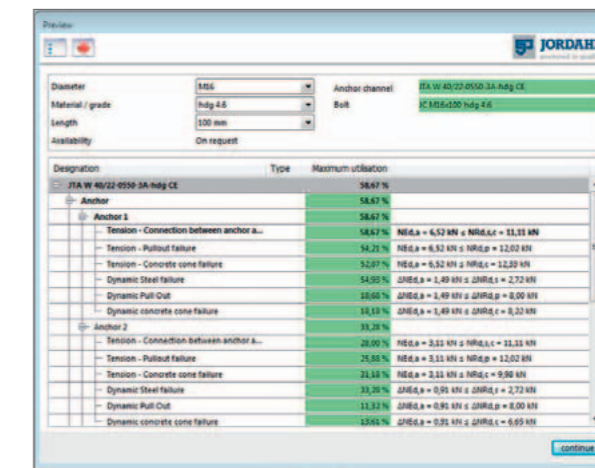 Preview
JORDAHL
Diameter M16 Anchor channel JTA W 40/22-0550-3A-hdg CE
Material / grade hdg 4.6 Bolt JC M16x100 hdg 4.6
Length 100 mm
Availability On request
Designation Type Maximum utilisation
JTA W 40/22-0550-3A-hdg CE 58,67 %
Anchor 58,67 %
Anchor 1 58,67 %
Tension - Connection between anchor a... 58,67 % NEd,a = 6,52 kN ≤ NRd,s,c = 11,11 kN
Tension - Pullout failure 54,21 % NEd,a = 6,52 kN ≤ NRd,p = 12,02 kN
Tension - Concrete cone failure 52,87 % NEd,a = 6,52 kN ≤ NRd,c = 12,33 kN
Dynamic Steel failure 54,93 % ΔNEd,a = 1,49 kN ≤ ΔNRd,s = 2,72 kN
Dynamic Pull Out 18,68 % ΔNEd,a = 1,49 kN ≤ ΔNRd,p = 8,00 kN
Dynamic concrete cone failure 18,18 % ΔNEd,a = 1,49 kN ≤ ΔNRd,c = 8,22 kN
Anchor 2 33,28 %
Tension - Connection between anchor a... 28,00 % NEd,a = 3,11 kN ≤ NRd,s,c = 11,11 kN
Tension - Pullout failure 25,88 % NEd,a = 3,11 kN ≤ NRd,p = 12,02 kN
Tension - Concrete cone failure 31,18 % NEd,a = 3,11 kN ≤ NRd,c = 9,98 kN
Dynamic Steel failure 33,28 % ΔNEd,a = 0,91 kN ≤ ΔNRd,s = 2,72 kN
Dynamic Pull Out 11,32 % ΔNEd,a = 0,91 kN ≤ ΔNRd,p = 8,00 kN
Dynamic concrete cone failure 13,61 % ΔNEd,a = 0,91 kN ≤ ΔNRd,c = 6,65 kN
continue